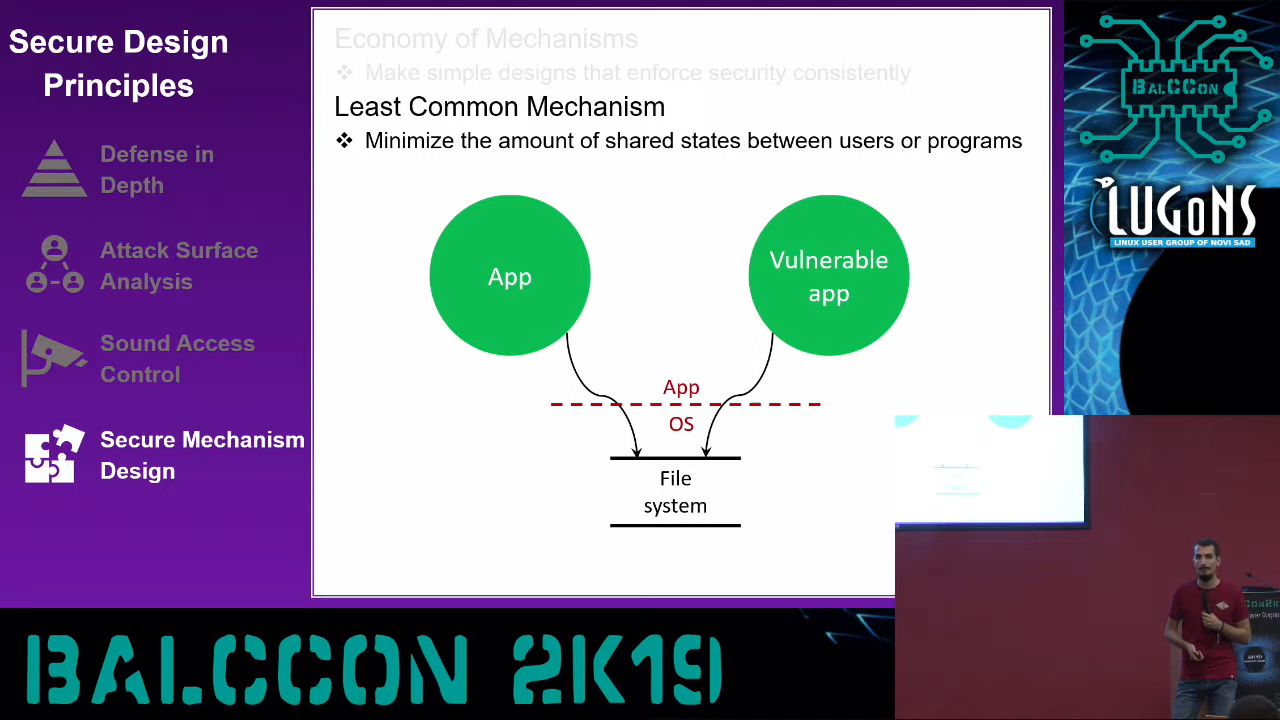 Secure Design
Principles
Defense in
Depth
Attack Surface
Analysis
Sound Access
Control
Secure Mechanism
Design
Economy of Mechanisms
Make simple designs that enforce security consistently
Least Common Mechanism
Minimize the amount of shared states between users or programs
App
Vulnerable
app
App
OS
File
system
BALCCON
LUGONS
LINUX USER GROUP OF NOVI SAD
BALCCON 2K19